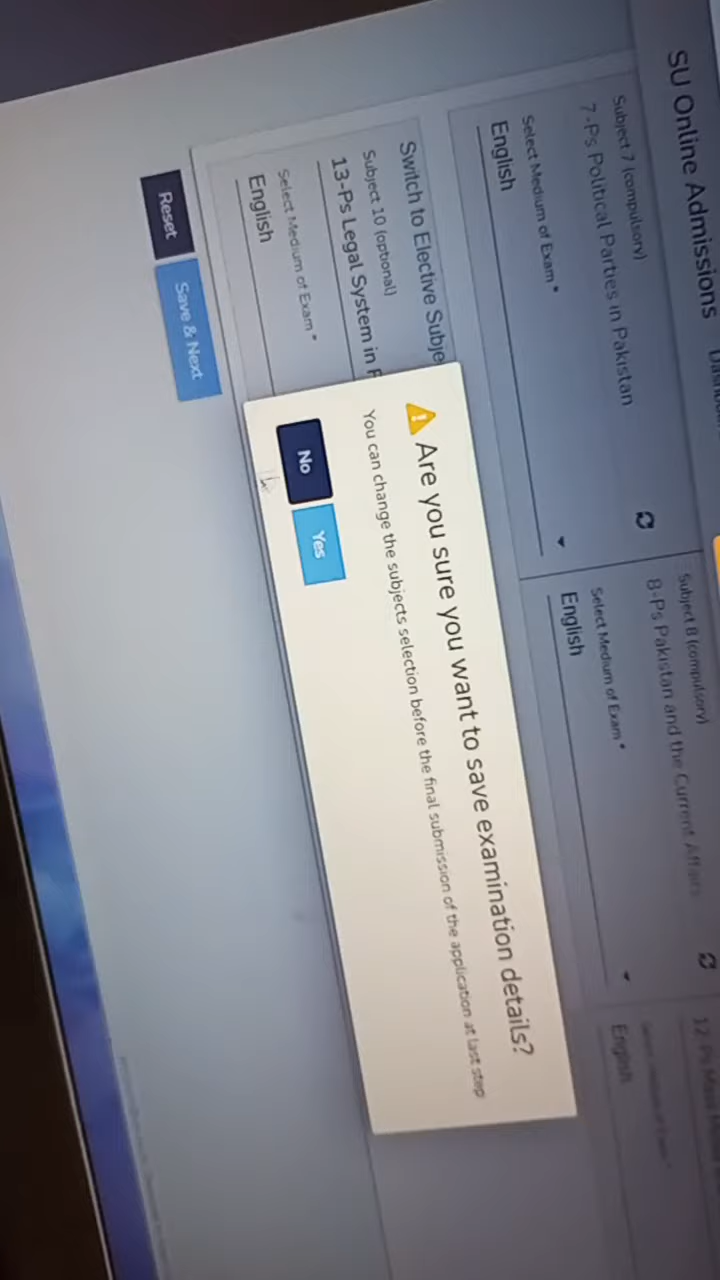 SU Online Admissions
Subject 7 (compulsory)
7-Ps Political Parties in Pakistan
Select Medium of Exam *
English
Subject 8 (compulsory)
8-Ps Pakistan and the Current Affairs
Select Medium of Exam *
English
English
Switch to Elective
Subject 10 (optional)
13-Ps Legal System in
Select Medium of Exam *
English
Reset
Save & Next
Are you sure you want to save examination details?
You can change the subjects selection before the final submission of the application at last step
No
Yes